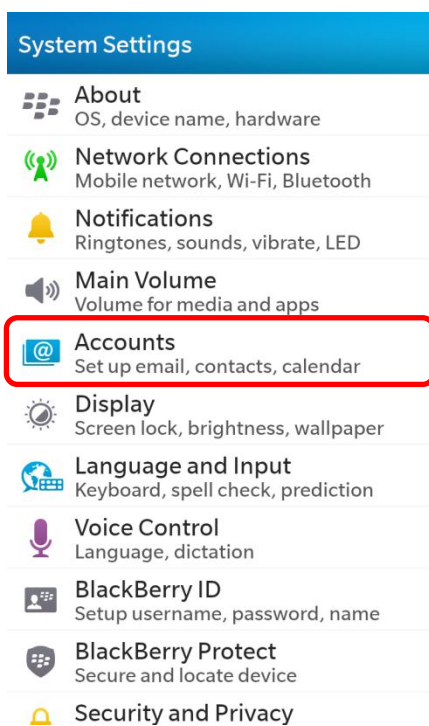 System Settings
About
OS, device name, hardware
Network Connections
Mobile network, Wi-Fi, Bluetooth
Notifications
Ringtones, sounds, vibrate, LED
Main Volume
Volume for media and apps
@
Accounts
Set up email, contacts, calendar
Display
Screen lock, brightness, wallpaper
Language and Input
Keyboard, spell check, prediction
Voice Control
Language, dictation
BlackBerry ID
Setup username, password, name
BlackBerry Protect
Secure and locate device
Security and Privacy